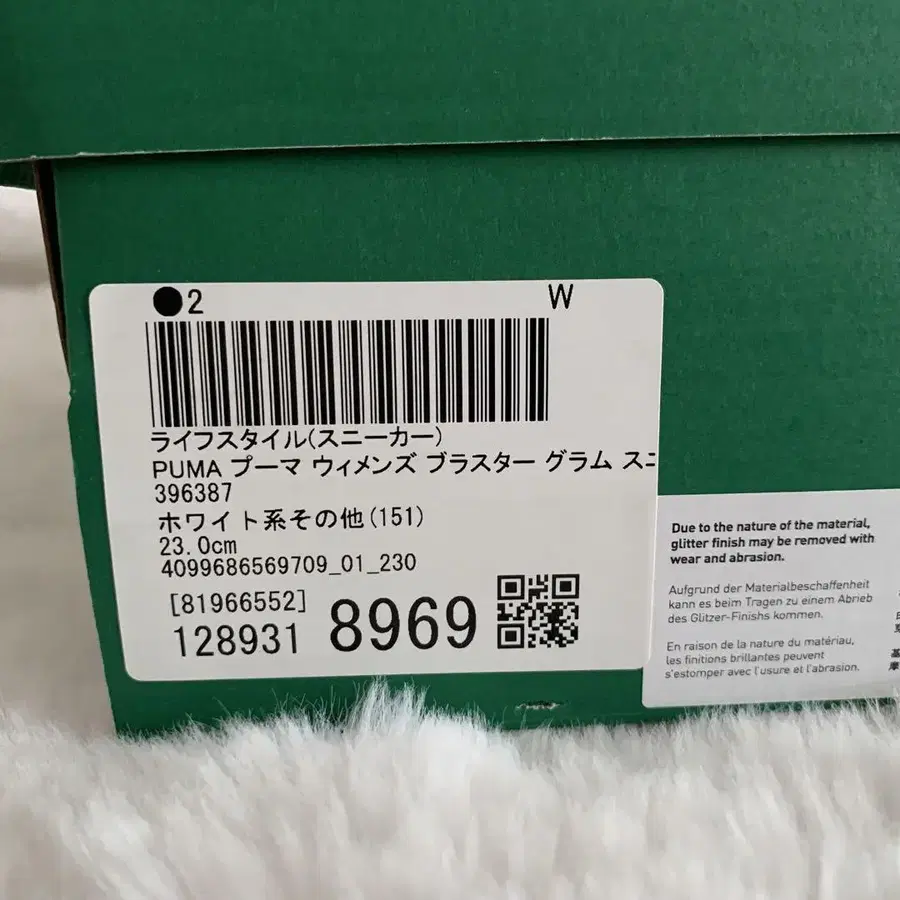 ●2
W
ライフスタイル(スニーカー)
PUMA プーマ ウィメンズ ブラスター グラム ス
396387
ホワイト系その他(151)
23.0cm
4099686569709_01_230
[81966552]
128931 8969
Due to the nature of the material,
glitter finish may be removed with
wear and abrasion.
Aufgrund der Materialbeschaffenheit
kann es beim Tragen zu einem Abrieb
des Glitzer-Finishs kommen.
En raison de la nature du matériau,
les finitions brillantes peuvent
s'estomper avec l'usure et l'abrasion.